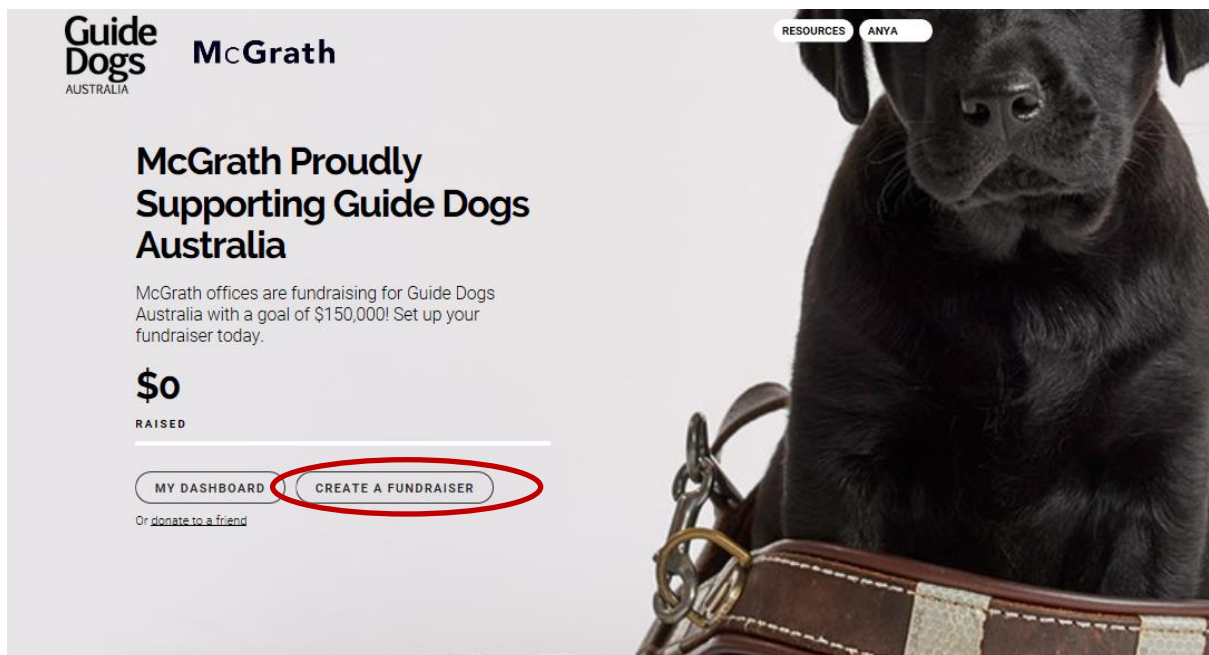 Guide
Dogs
AUSTRALIA
McGrath
RESOURCES
ANYA
McGrath Proudly
Supporting Guide Dogs
Australia
McGrath offices are fundraising for Guide Dogs
Australia with a goal of $150,000! Set up your
fundraiser today.
$0
RAISED
MY DASHBOARD
CREATE A FUNDRAISER
Or donate to a friend